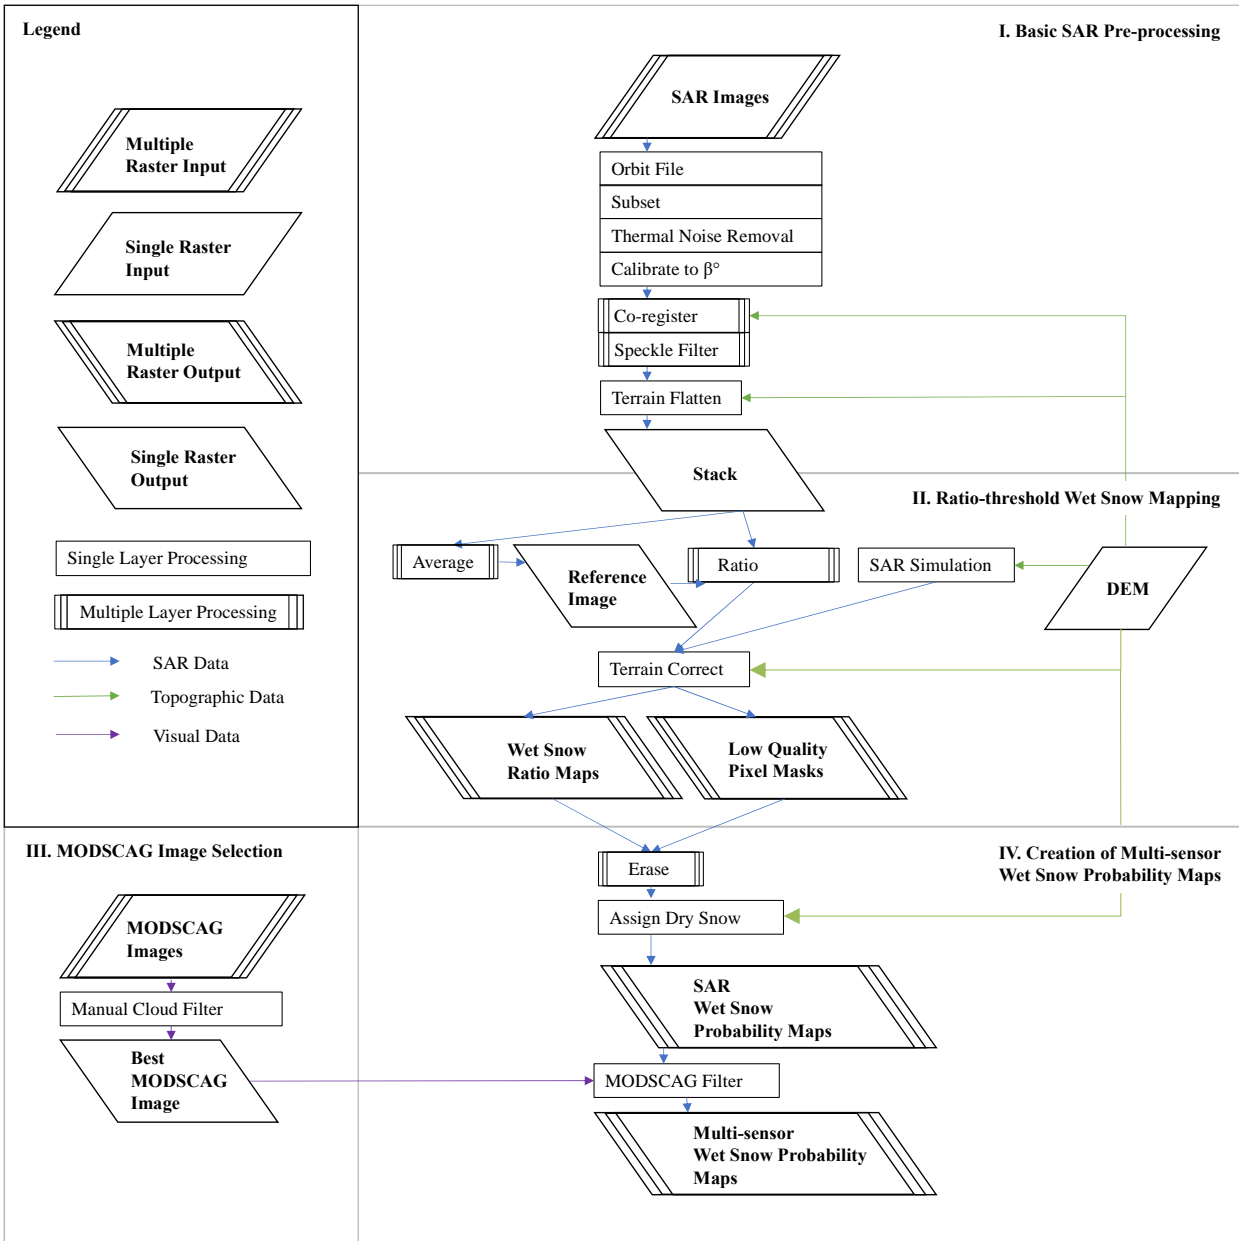 Legend
Multiple
Raster Input
Single Raster
Input
Multiple
Raster Output
Single Raster
Output
Single Layer Processing
Multiple Layer Processing
SAR Data
Topographic Data
Visual Data
I. Basic SAR Pre-processing
SAR Images
Orbit File
Subset
Thermal Noise Removal
Calibrate to β°
Co-register
Speckle Filter
Terrain Flatten
Stack
II. Ratio-threshold Wet Snow Mapping
Average
Reference
Image
Ratio
SAR Simulation
DEM
Terrain Correct
Wet Snow
Ratio Maps
Low Quality
Pixel Masks
III. MODSCAG Image Selection
MODSCAG
Images
Manual Cloud Filter
Best
MODSCAG
Image
IV. Creation of Multi-sensor
Wet Snow Probability Maps
Erase
Assign Dry Snow
SAR
Wet Snow
Probability Maps
MODSCAG Filter
Multi-sensor
Wet Snow Probability
Maps